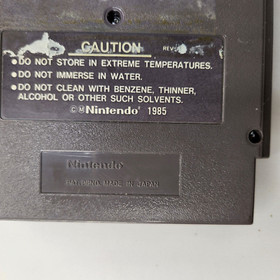 CAUTION
•DO NOT STORE IN EXTREME TEMPERATURES.
•DO NOT IMMERSE IN WATER.
•DO NOT CLEAN WITH BENZENE, THINNER,
ALCOHOL OR OTHER SUCH SOLVENTS.
©Nintendo® 1985
Nintendo®
MADE IN JAPAN